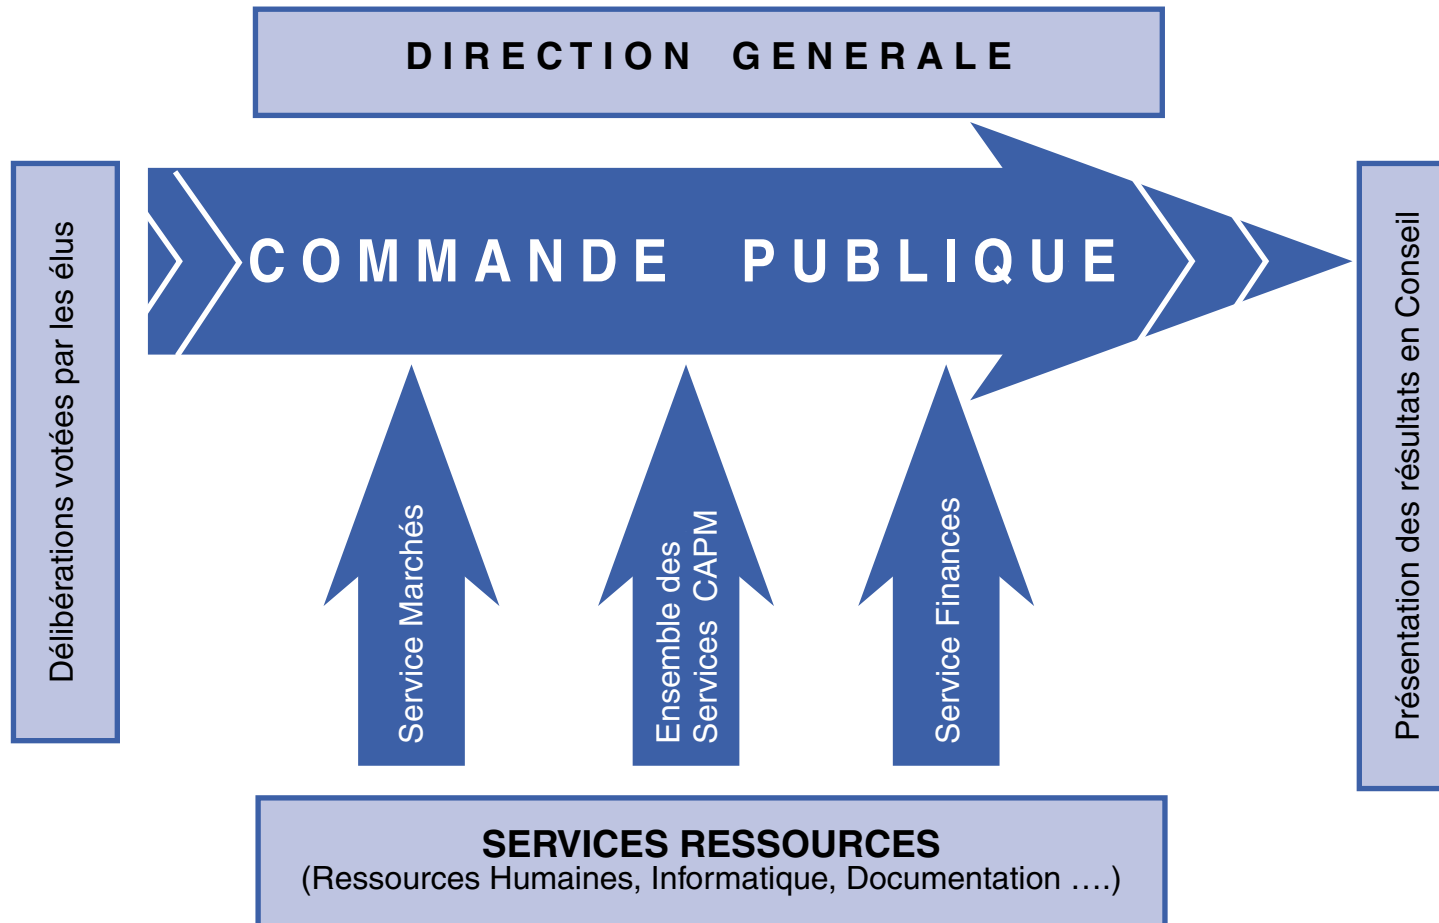 DIRECTION GENERALE
Délibérations votées par les élus
COMMANDE PUBLIQUE
Présentation des résultats en Conseil
Service Marchés
Ensemble des
Services CAPM
Service Finances
SERVICES RESSOURCES
(Ressources Humaines, Informatique, Documentation ....)